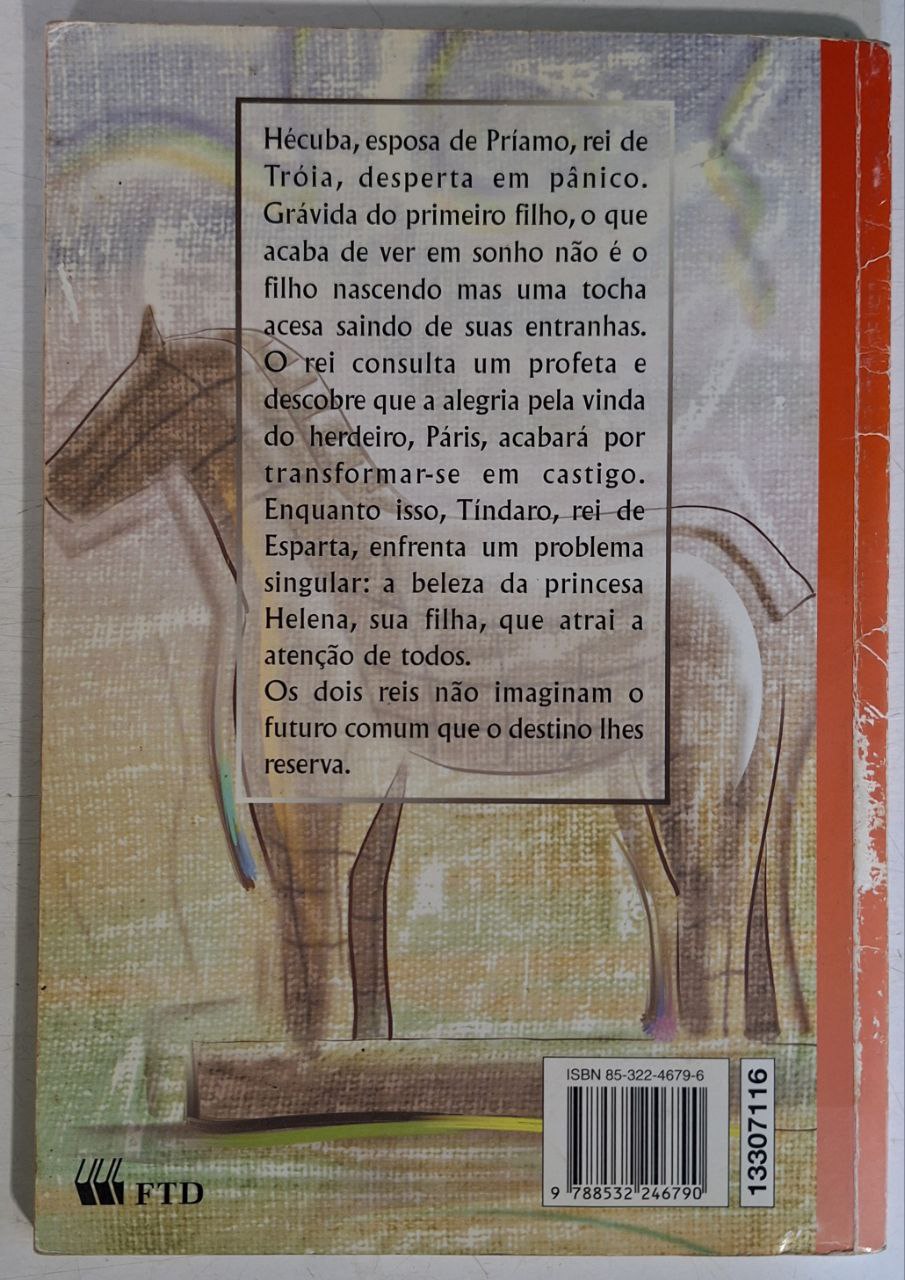 Hécuba, esposa de Príamo, rei de
Tróia, desperta em pânico.
Grávida do primeiro filho, o que
acaba de ver em sonho não é o
filho nascendo mas uma tocha
acesa saindo de suas entranhas.
O rei consulta um profeta e
descobre que a alegria pela vinda
do herdeiro, Páris, acabará por
transformar-se em castigo.
Enquanto isso, Tíndaro, rei de
Esparta, enfrenta um problema
singular: a beleza da princesa
Helena, sua filha, que atrai a
atenção de todos.
Os dois reis não imaginam o
futuro comum que o destino lhes
reserva.
ISBN 85-322-4679-6
9 788532 246790
13307116
FTD